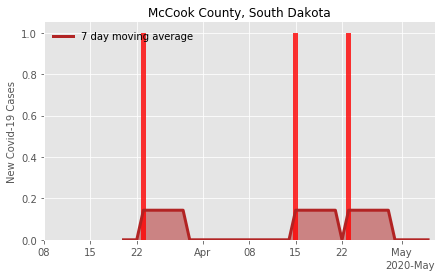 McCook County, South Dakota
7 day moving average
New Covid-19 Cases
1.0
0.8
0.6
0.4
0.2
0.0
08 15 22 Apr 08 15 22 May
2020-May